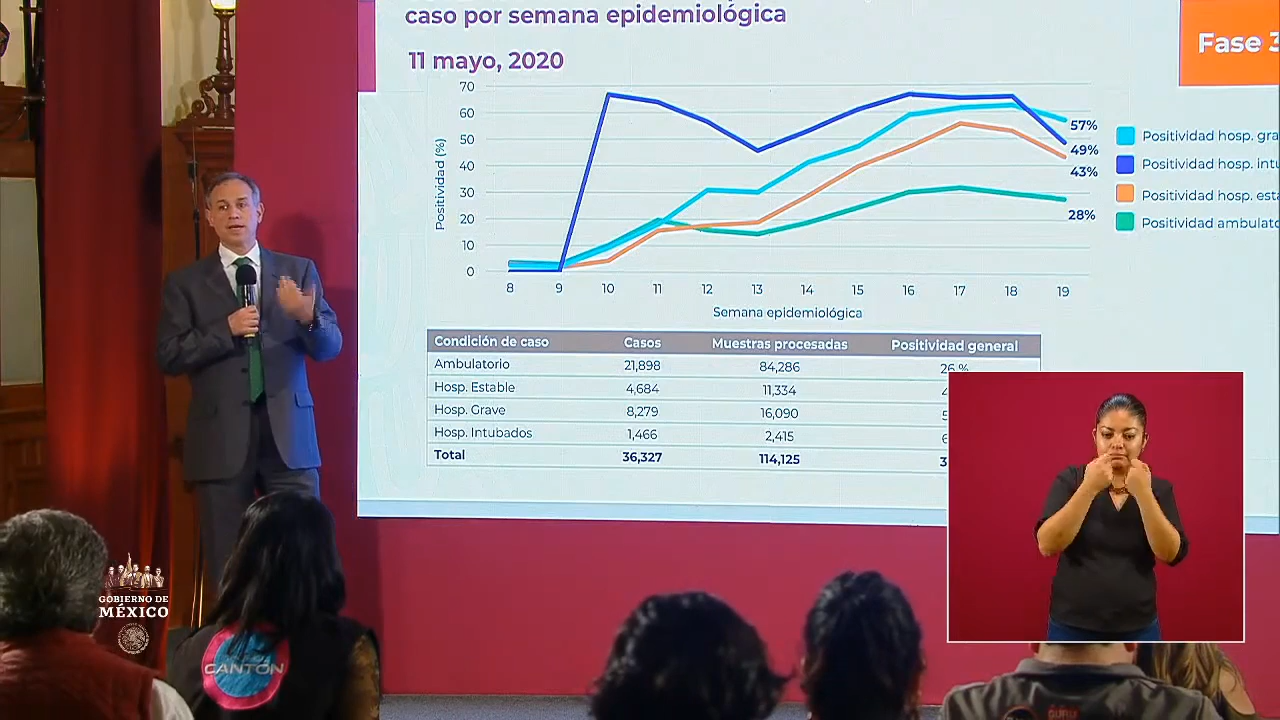 caso por semana epidemiológica
11 mayo, 2020
Fase 3
70
60
50
40
30
20
10
0
Positividad (%)
8 9 10 11 12 13 14 15 16 17 18 19
Semana epidemiológica
57%
49%
43%
28%
Positividad hosp. gra
Positividad hosp. intu
Positividad hosp. est
Positividad ambulato
Condición de caso Casos Muestras procesadas Positividad general
Ambulatorio 21,898 84,286 26 %
Hosp. Estable 4,684 11,334
Hosp. Grave 8,279 16,090
Hosp. Intubados 1,466 2,415
Total 36,327 114,125 3
GOBIERNO DE
MÉXICO
CANTÓN